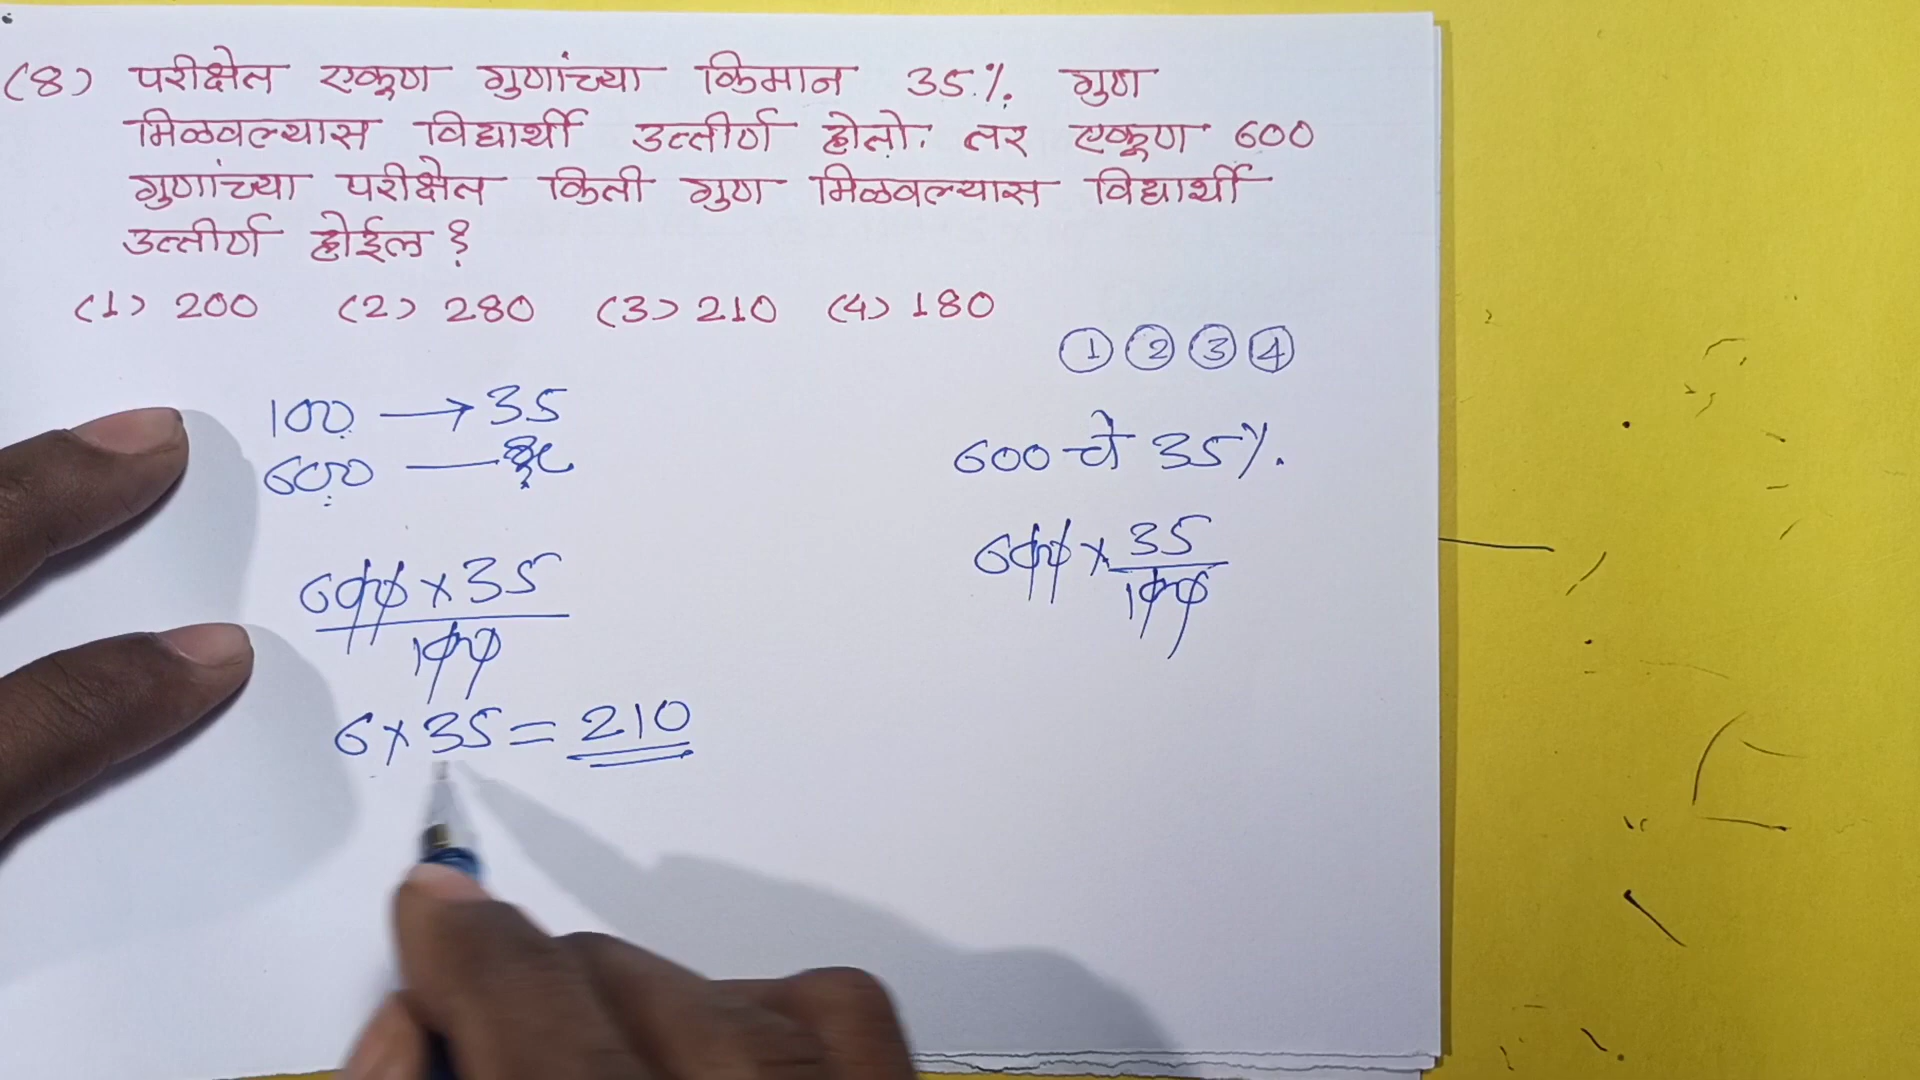 (8) परीक्षेत एकूण गुणांच्या किमान 35% गुण
मिळवल्यास विद्यार्थी उत्तीर्ण होतो. तर एकूण 600
गुणांच्या परीक्षेत किती गुण मिळवल्यास विद्यार्थी
उत्तीर्ण होईल ?
(1) 200 (2) 280 (3) 210 (4) 180
① ② ③ ④
100 → 35
600 —
600 × 35
100
6 × 35 = 210
600 चे 35%.
600 × 35
100